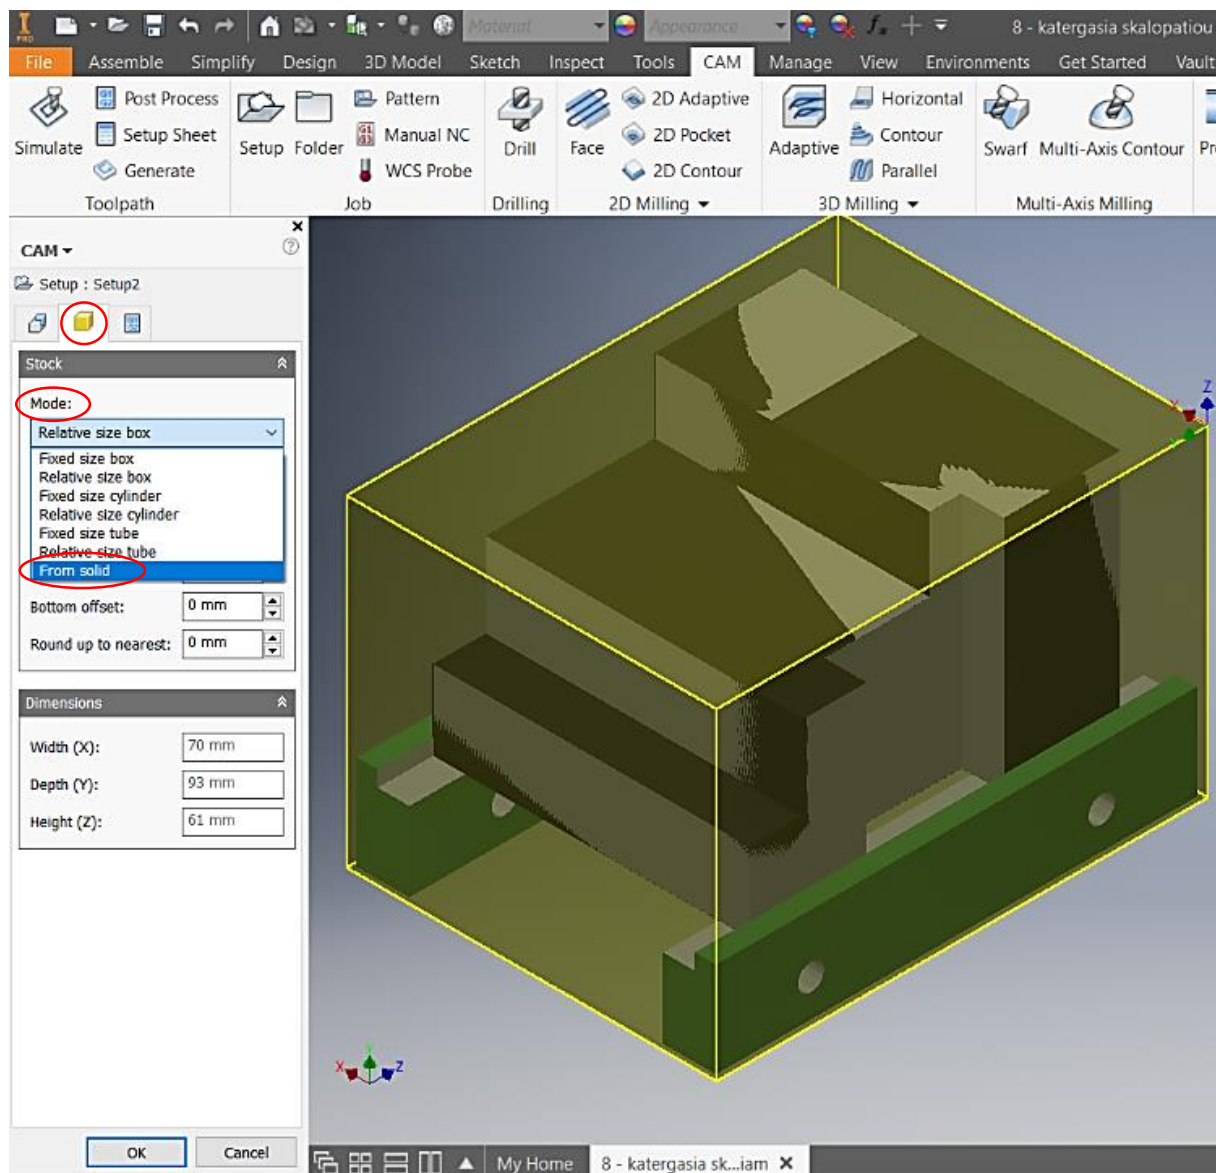 PRO
Material
Appearance
8 - katergasia skalopatiou
File Assemble Simplify Design 3D Model Sketch Inspect Tools CAM Manage View Environments Get Started Vault
Simulate
Post Process
Setup Sheet
Generate
Toolpath
Setup
Folder
Pattern
Manual NC
WCS Probe
Job
Drill
Drilling
Face
2D Adaptive
2D Pocket
2D Contour
2D Milling
Adaptive
Horizontal
Contour
Parallel
3D Milling
Swarf
Multi-Axis Contour
Multi-Axis Milling
CAM
Setup : Setup2
Stock
Mode:
Relative size box
Fixed size box
Relative size box
Fixed size cylinder
Relative size cylinder
Fixed size tube
Relative size tube
From solid
Bottom offset: 0 mm
Round up to nearest: 0 mm
Dimensions
Width (X): 70 mm
Depth (Y): 93 mm
Height (Z): 61 mm
OK Cancel
Z
X
X Y Z
My Home 8 - katergasia sk...iam